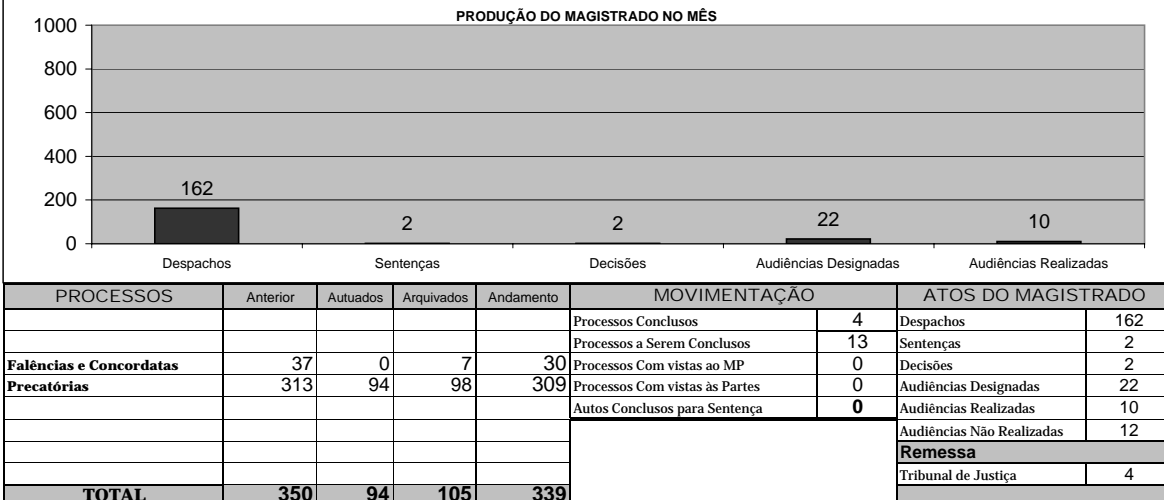 PRODUÇÃO DO MAGISTRADO NO MÊS
1000
800
600
400
200
0
162
2
2
22
10
Despachos Sentenças Decisões Audiências Designadas Audiências Realizadas
PROCESSOS Anterior Autuados Arquivados Andamento MOVIMENTAÇÃO ATOS DO MAGISTRADO
Processos Conclusos 4 Despachos 162
Processos a Serem Conclusos 13 Sentenças 2
Falências e Concordatas 37 0 7 30 Processos Com vistas ao MP 0 Decisões 2
Precatórias 313 94 98 309 Processos Com vistas às Partes 0 Audiências Designadas 22
Autos Conclusos para Sentença 0 Audiências Realizadas 10
Audiências Não Realizadas 12
Remessa
Tribunal de Justiça 4
TOTAL 350 94 105 339